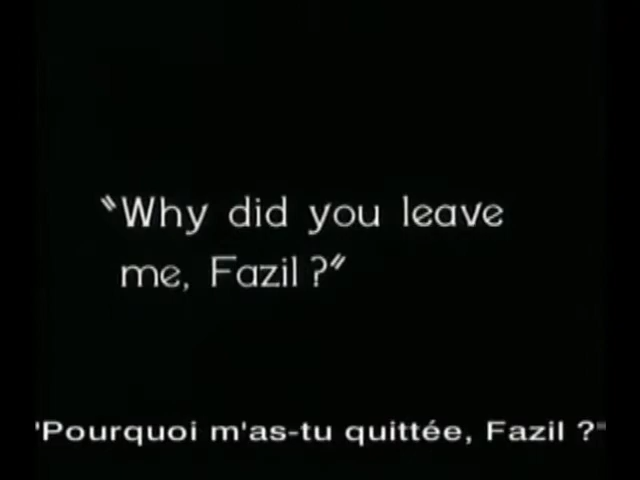 "Why did you leave
me, Fazil?"
"Pourquoi m'as-tu quittée, Fazil ?"